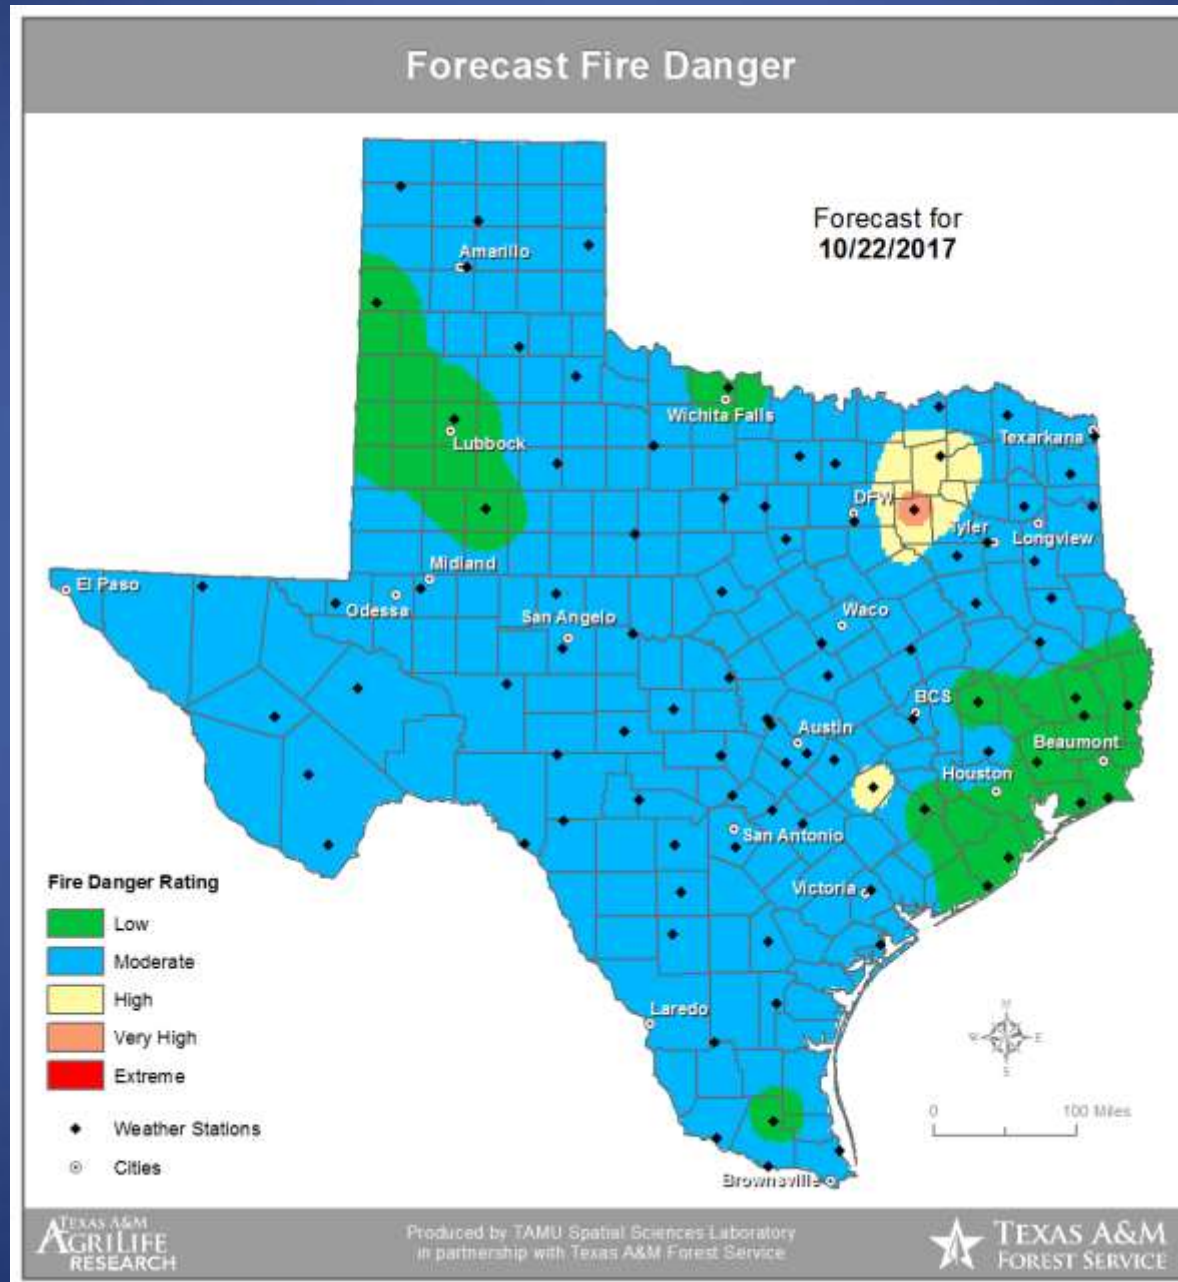 Forecast Fire Danger
Forecast for
10/22/2017
Amarillo
Wichita Falls
Lubbock
Texarkana
DFW
Tyler
Longview
Midland
El Paso
Odessa
San Angelo
Waco
BCS
Austin
Beaumont
Houston
San Antonio
Victoria
Laredo
Brownsville
Fire Danger Rating
Low
Moderate
High
Very High
Extreme
Weather Stations
Cities
N
W
E
S
0
100 Miles
TEXAS A&M
AGRILIFE
RESEARCH
Produced by TAMU Spatial Sciences Laboratory
in partnership with Texas A&M Forest Service
TEXAS A&M
FOREST SERVICE